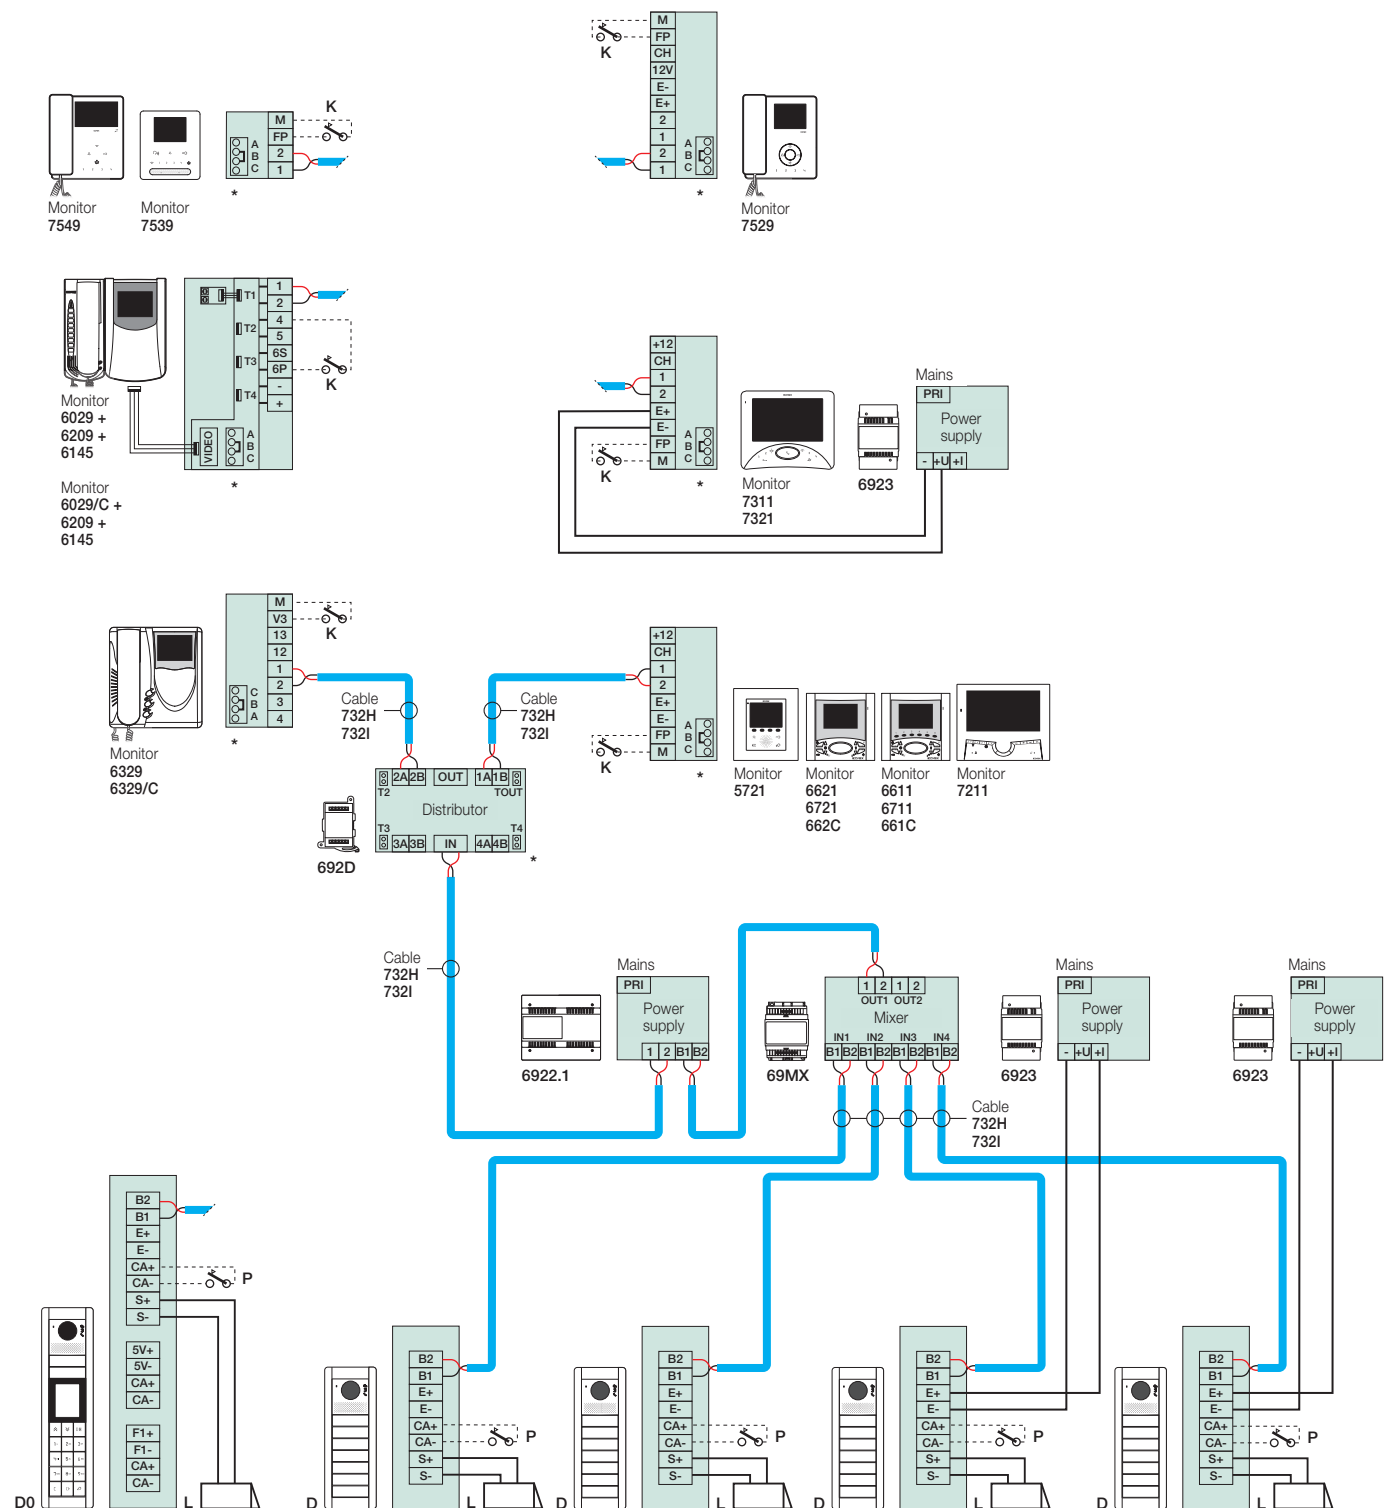 M
FP
CH
12V
E-
E+
2
1
2
1
A
B
C
*
K
Monitor
7529
Monitor
7549
Monitor
7539
M
FP
2
1
A
B
C
*
K
Monitor
6029 +
6209 +
6145
Monitor
6029/C +
6209 +
6145
T1
T2
T3
T4
1
2
4
5
6S
6P
-
+
VIDEO
A
B
C
*
K
+12
CH
1
2
E+
E-
FP
M
A
B
C
*
K
Monitor
7311
7321
6923
Mains
PRI
Power
supply
- +U +I
Monitor
6329
6329/C
M
V3
13
12
1
2
3
4
C
B
A
*
K
Cable
732H
732I
Cable
732H
732I
+12
CH
1
2
E+
E-
FP
M
A
B
C
*
K
Monitor
5721
Monitor
6621
6721
662C
Monitor
6611
6711
661C
Monitor
7211
2A 2B OUT 1A 1B
T2 TOUT
Distributor
T3 T4
3A 3B IN 4A 4B
*
692D
Cable
732H
732I
Mains
PRI
Power
supply
1 2 B1 B2
6922.1
1 2 1 2
OUT1 OUT2
Mixer
IN1 IN2 IN3 IN4
B1 B2 B1 B2 B1 B2 B1 B2
69MX
Mains
PRI
Power
supply
- +U +I
6923
Mains
PRI
Power
supply
- +U +I
6923
Cable
732H
732I
B2
B1
E+
E-
CA+
CA-
S+
S-
5V+
5V-
CA+
CA-
F1+
F1-
CA+
CA-
P
D0
L
B2
B1
E+
E-
CA+
CA-
S+
S-
P
D
L
B2
B1
E+
E-
CA+
CA-
S+
S-
P
D
L
B2
B1
E+
E-
CA+
CA-
S+
S-
P
D
L
B2
B1
E+
E-
CA+
CA-
S+
S-
P
D
L